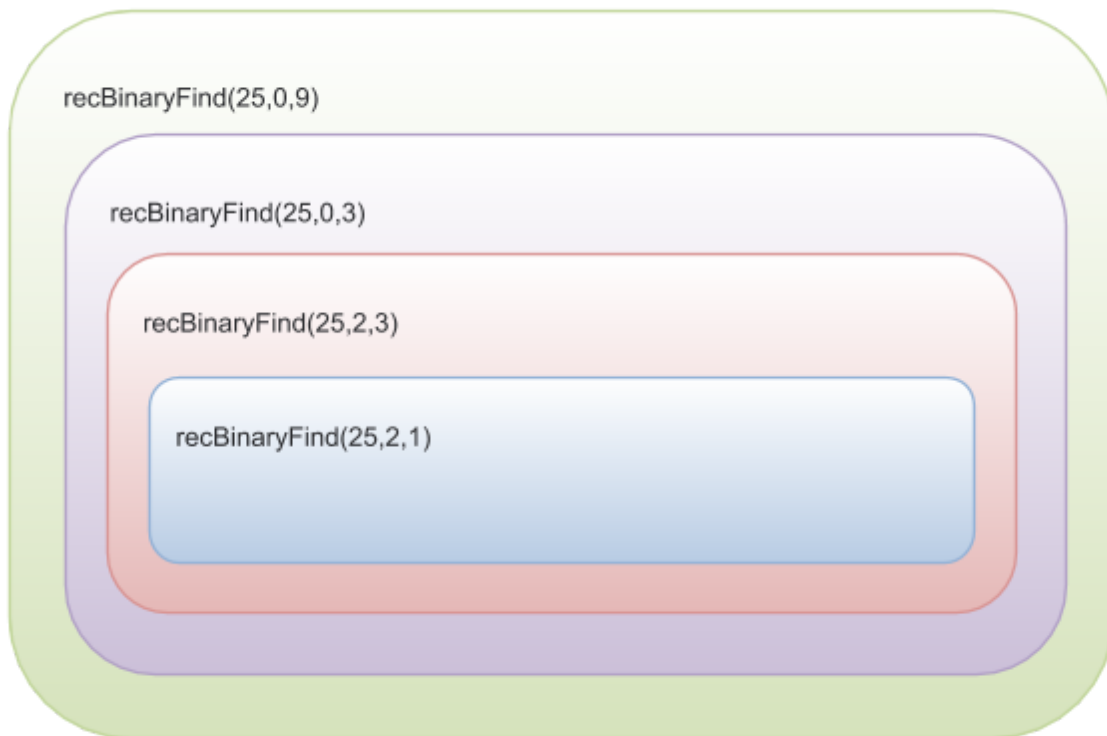 recBinaryFind(25,0,9)
recBinaryFind(25,0,3)
recBinaryFind(25,2,3)
recBinaryFind(25,2,1)